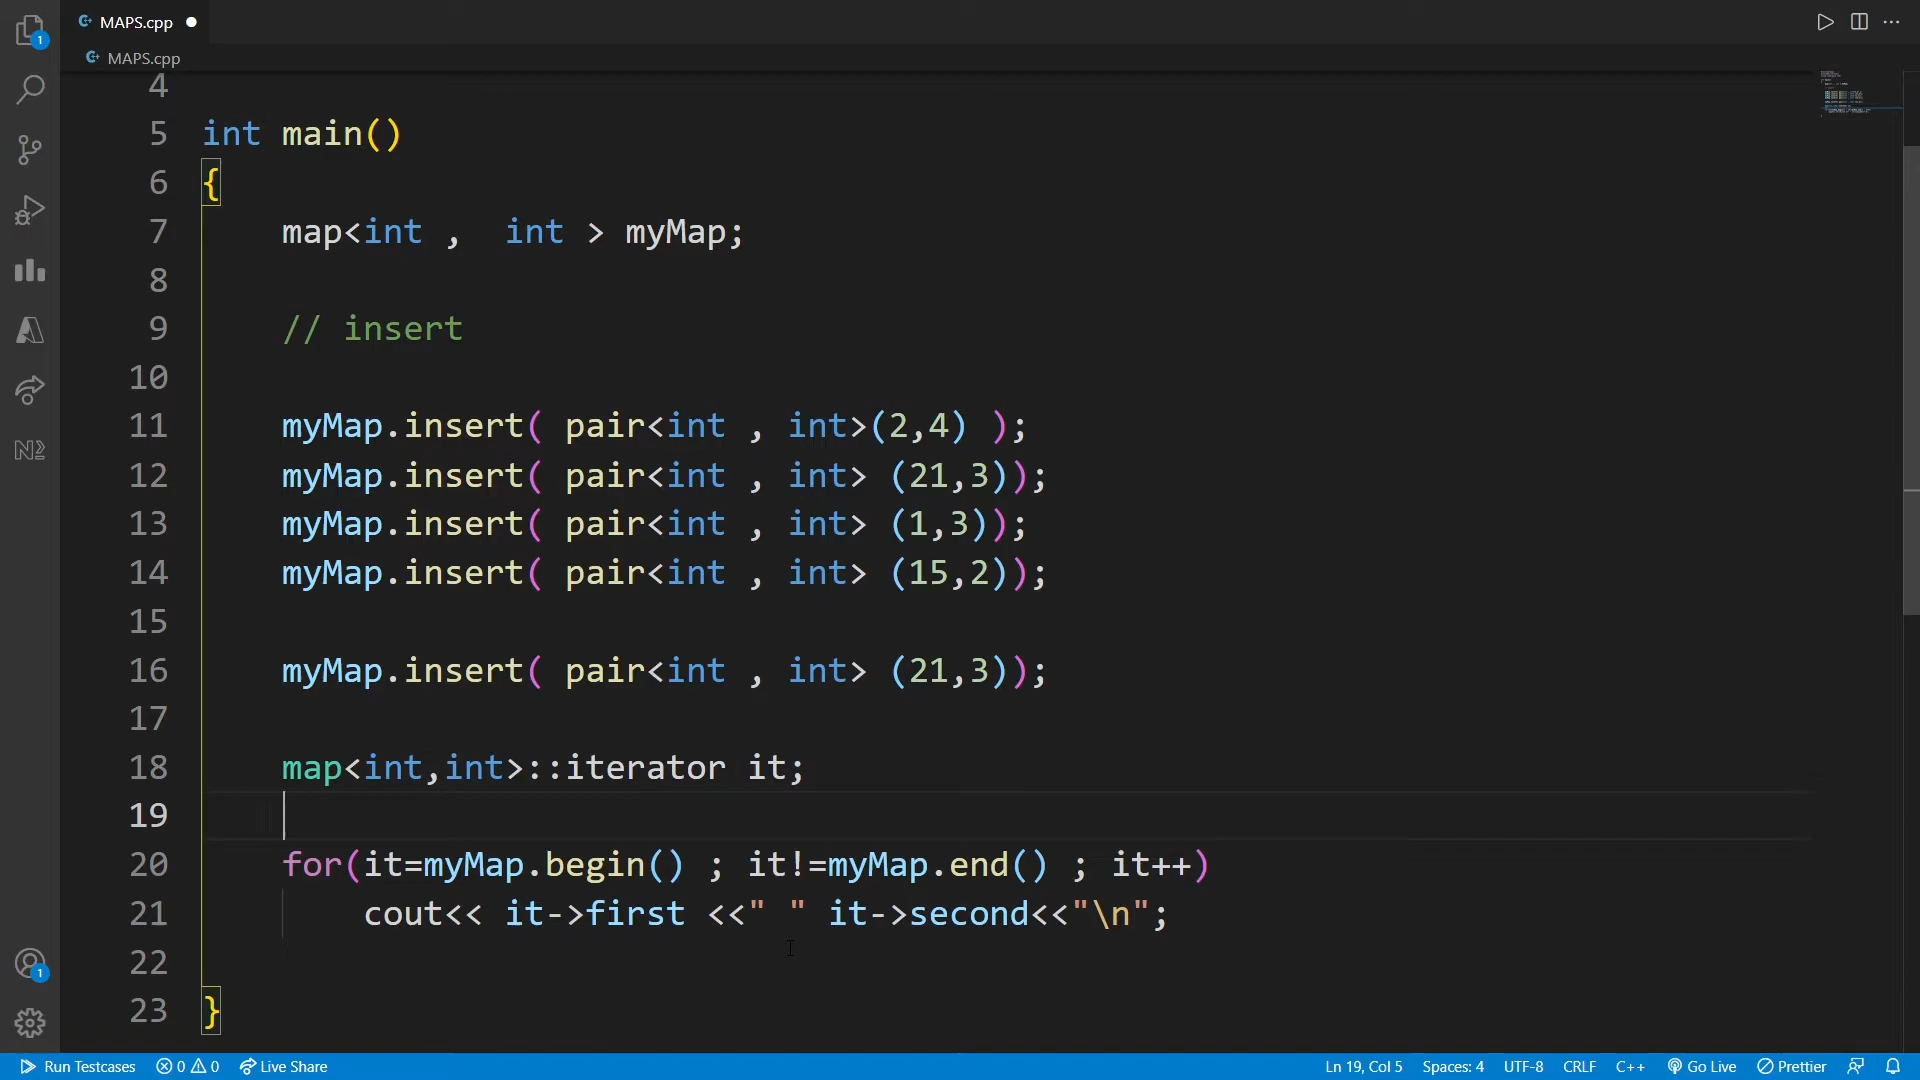 MAPS.cpp
MAPS.cpp
4
5 int main()
6 {
7 map<int ,  int > myMap;
8
9 // insert
10
11 myMap.insert( pair<int , int>(2,4) );
12 myMap.insert( pair<int , int> (21,3));
13 myMap.insert( pair<int , int> (1,3));
14 myMap.insert( pair<int , int> (15,2));
15
16 myMap.insert( pair<int , int> (21,3));
17
18 map<int,int>::iterator it;
19
20 for(it=myMap.begin() ; it!=myMap.end() ; it++)
21 cout<< it->first <<" " it->second<<"\n";
22
23 }
1
N2
1
Run Testcases 0 0 Live Share Ln 19, Col 5 Spaces: 4 UTF-8 CRLF C++ Go Live Prettier